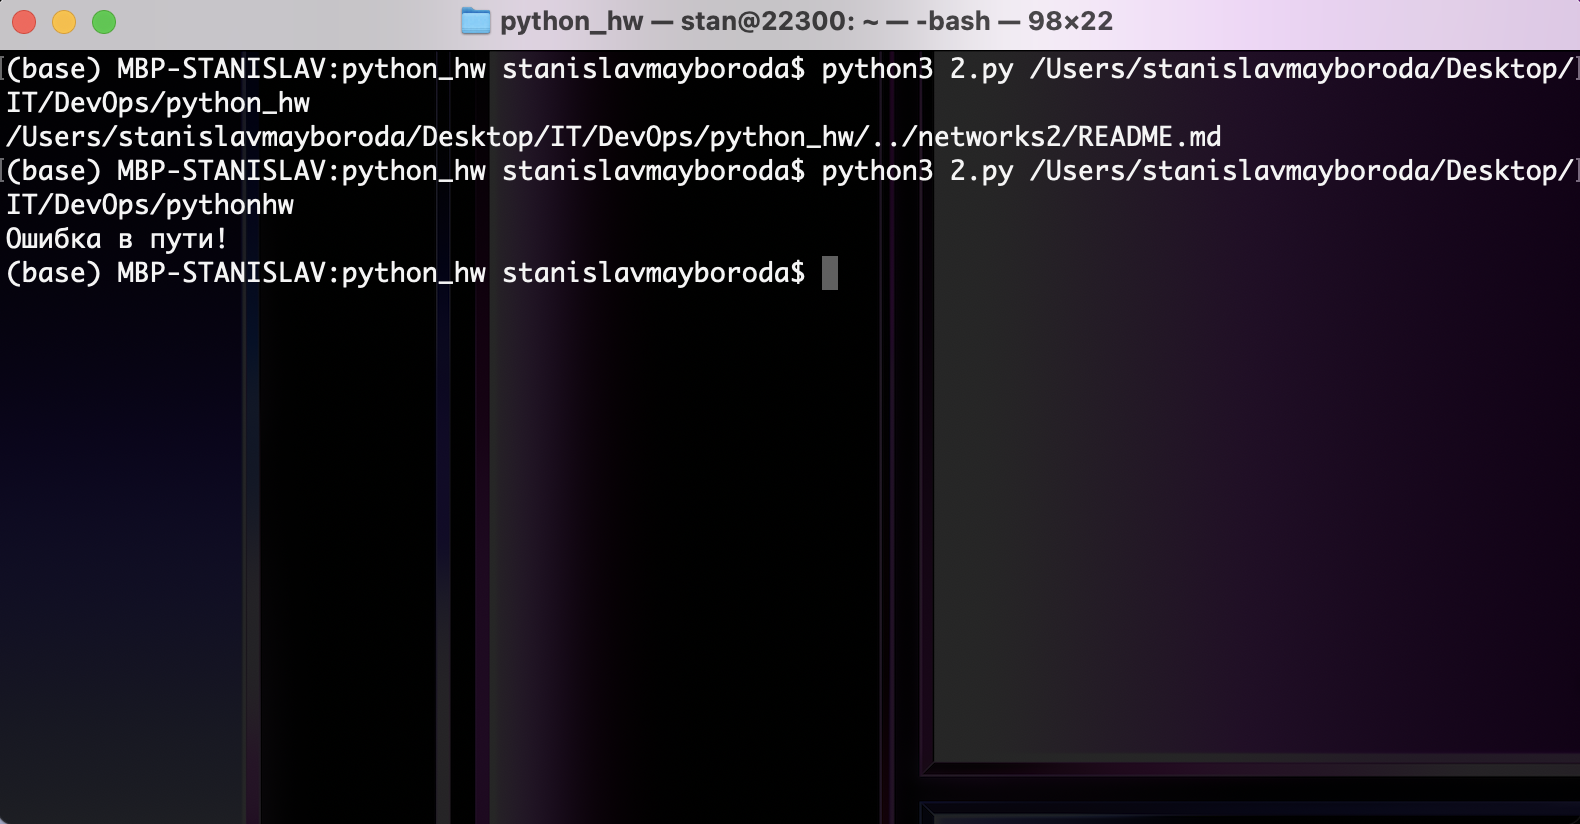 python_hw — stan@22300: ~ — -bash — 98×22
(base) MBP-STANISLAV:python_hw stanislavmayboroda$ python3 2.py /Users/stanislavmayboroda/Desktop/
IT/DevOps/python_hw
/Users/stanislavmayboroda/Desktop/IT/DevOps/python_hw/../networks2/README.md
(base) MBP-STANISLAV:python_hw stanislavmayboroda$ python3 2.py /Users/stanislavmayboroda/Desktop/
IT/DevOps/pythonhw
Ошибка в пути!
(base) MBP-STANISLAV:python_hw stanislavmayboroda$